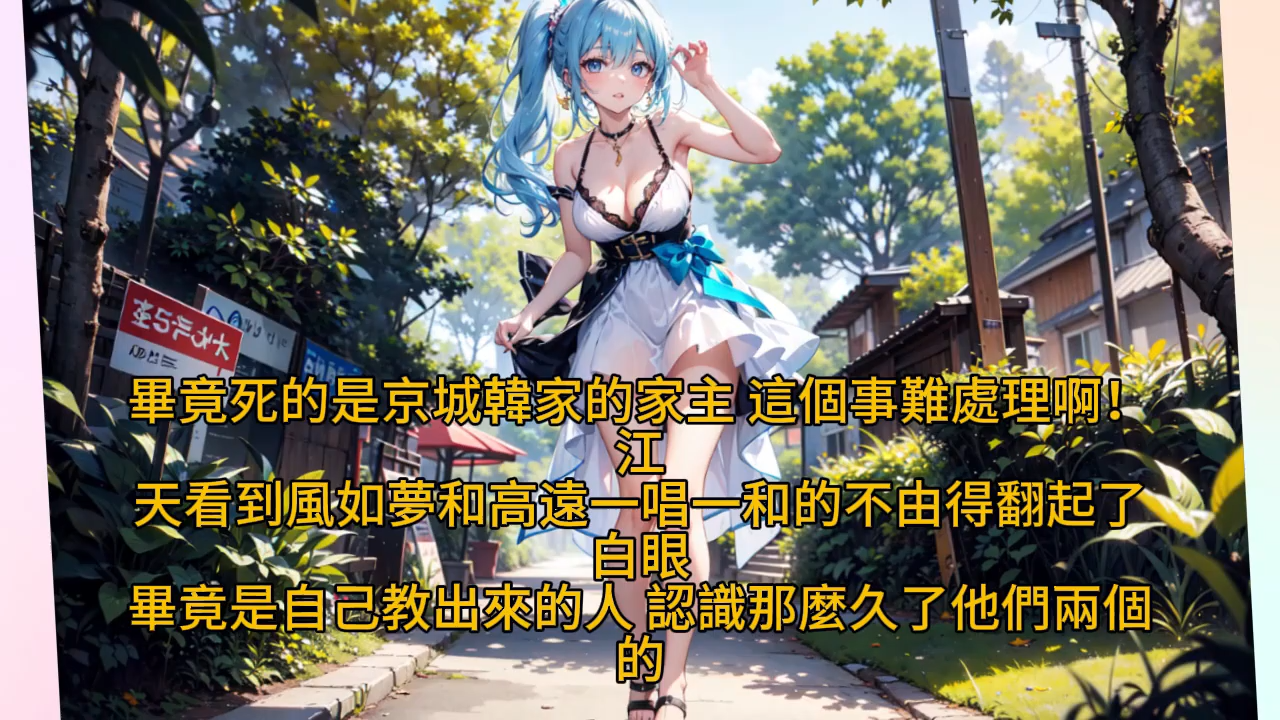 畢竟死的是京城韓家的家主 這個事難處理啊！
江
天看到風如夢和高遠一唱一和的不由得翻起了
白眼
畢竟是自己教出來的人 認識那麼久了他們兩個
的